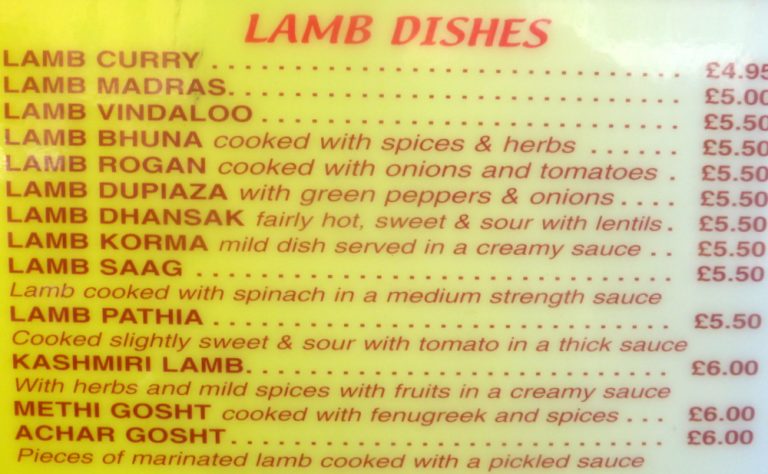 LAMB DISHES
LAMB CURRY .................................. £4.95
LAMB MADRAS................................. £5.00
LAMB VINDALOO .............................. £5.50
LAMB BHUNA cooked with spices & herbs ...... £5.50
LAMB ROGAN cooked with onions and tomatoes . £5.50
LAMB DUPIAZA with green peppers & onions.... £5.50
LAMB DHANSAK fairly hot, sweet & sour with lentils. £5.50
LAMB KORMA mild dish served in a creamy sauce .. £5.50
LAMB SAAG .................................. £5.50
Lamb cooked with spinach in a medium strength sauce
LAMB PATHIA ................................ £5.50
Cooked slightly sweet & sour with tomato in a thick sauce
KASHMIRI LAMB............................... £6.00
With herbs and mild spices with fruits in a creamy sauce
METHI GOSHT cooked with fenugreek and spices ... £6.00
ACHAR GOSHT................................. £6.00
Pieces of marinated lamb cooked with a pickled sauce